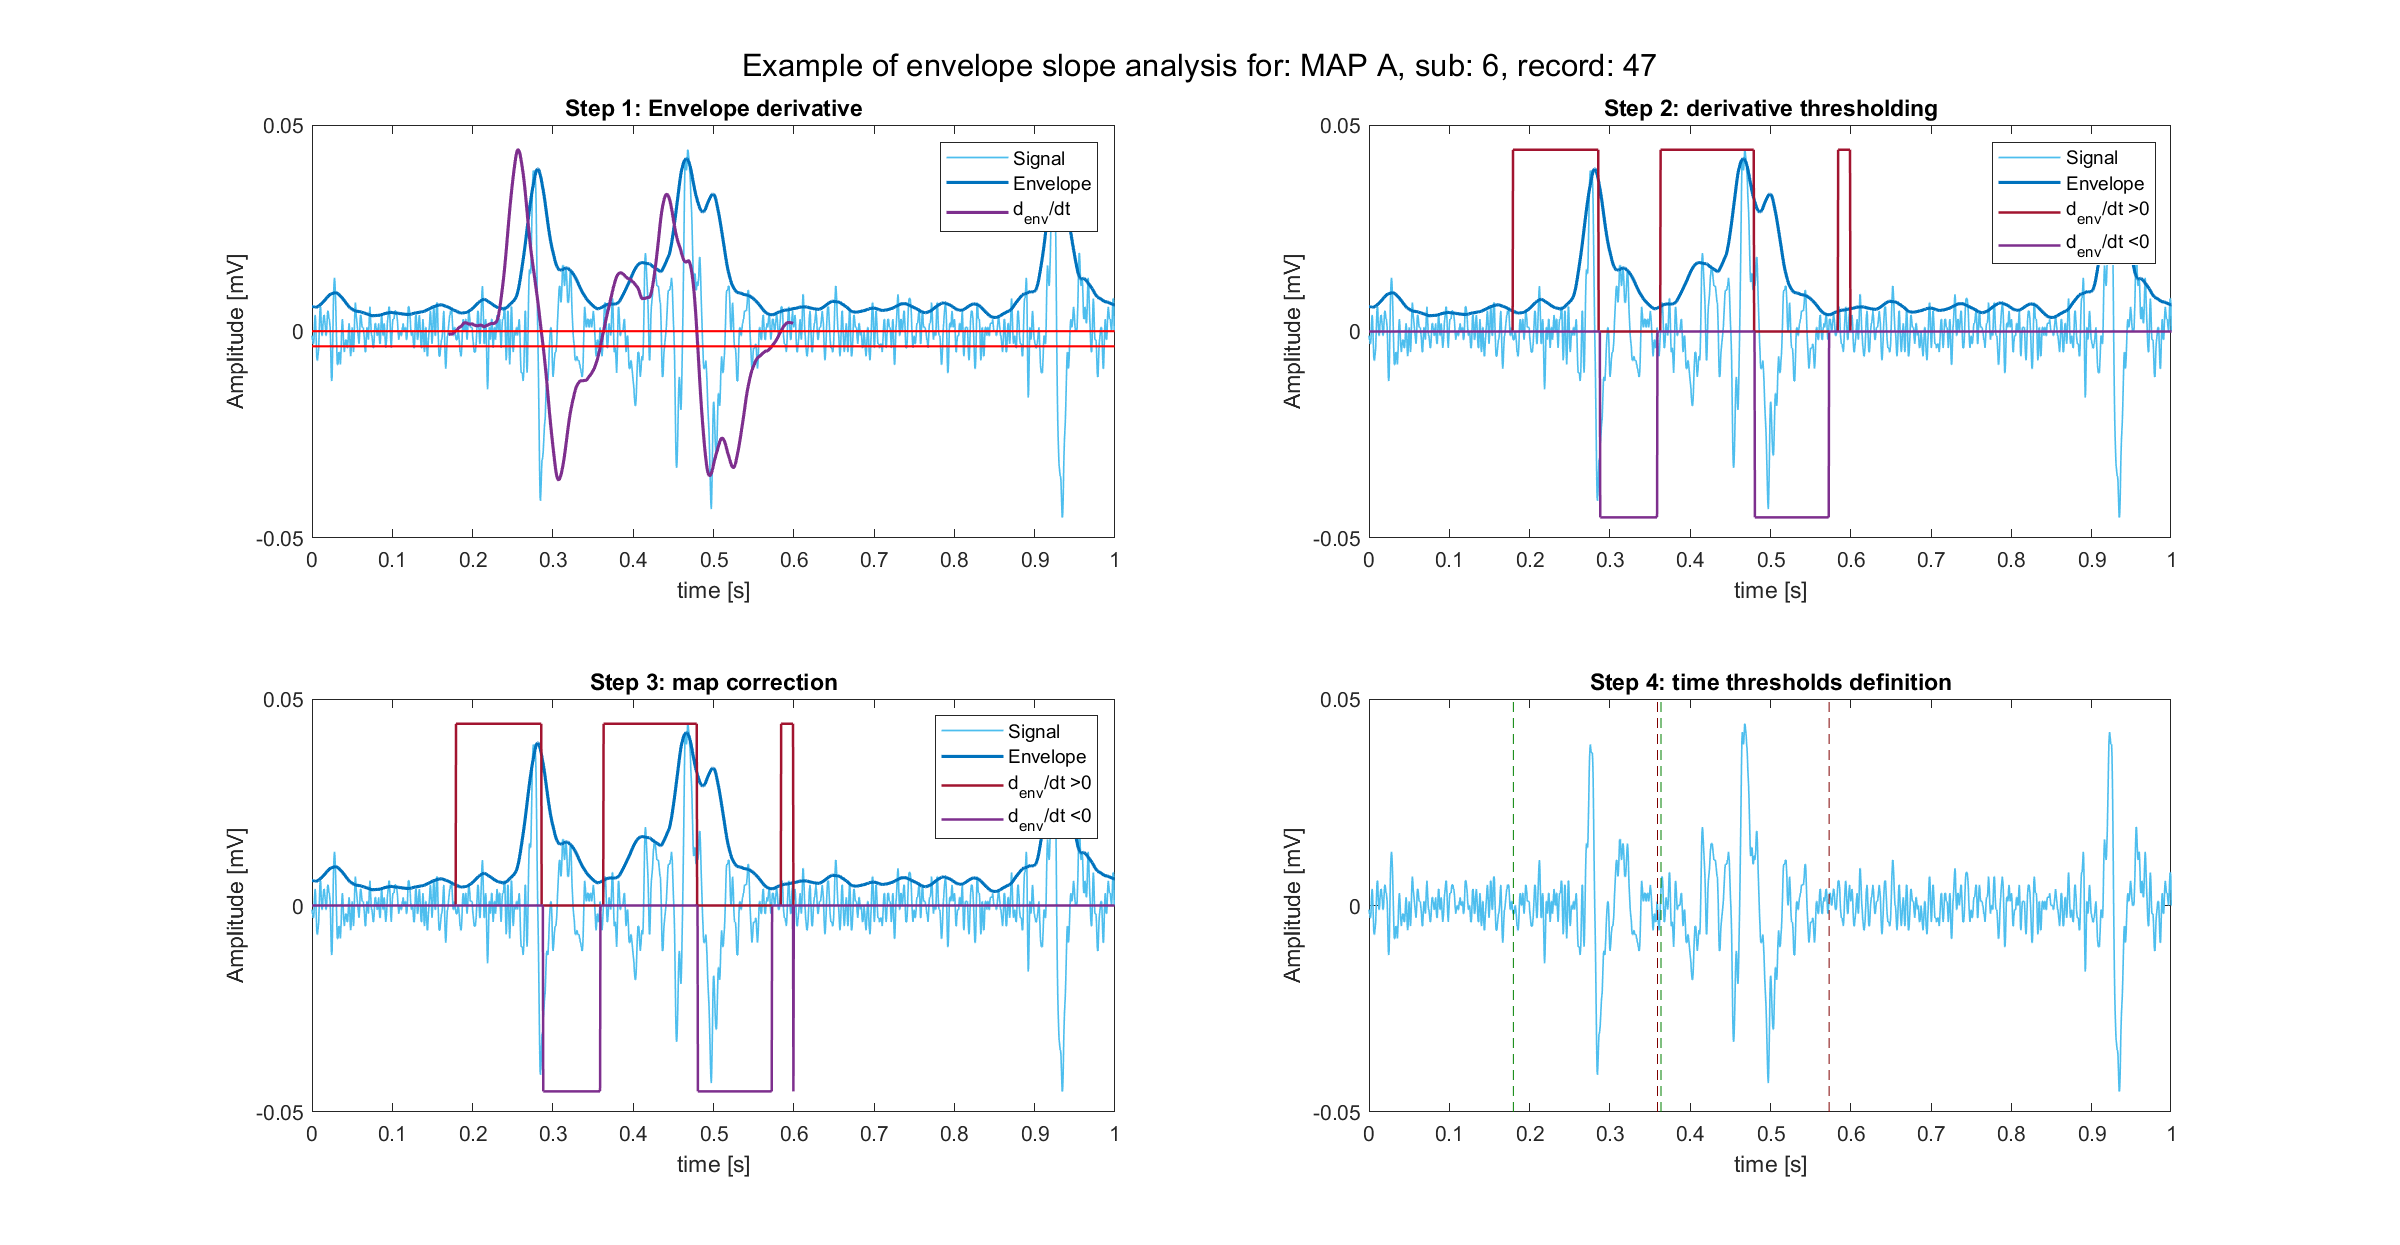 Example of envelope slope analysis for: MAP A, sub: 6, record: 47
Step 1: Envelope derivative
0.05
0
-0.05
Amplitude [mV]
Signal
Envelope
d_env/dt
0 0.1 0.2 0.3 0.4 0.5 0.6 0.7 0.8 0.9 1
time [s]
Step 2: derivative thresholding
0.05
0
-0.05
Amplitude [mV]
Signal
Envelope
d_env/dt >0
d_env/dt <0
0 0.1 0.2 0.3 0.4 0.5 0.6 0.7 0.8 0.9 1
time [s]
Step 3: map correction
0.05
0
-0.05
Amplitude [mV]
Signal
Envelope
d_env/dt >0
d_env/dt <0
0 0.1 0.2 0.3 0.4 0.5 0.6 0.7 0.8 0.9 1
time [s]
Step 4: time thresholds definition
0.05
0
-0.05
Amplitude [mV]
0 0.1 0.2 0.3 0.4 0.5 0.6 0.7 0.8 0.9 1
time [s]